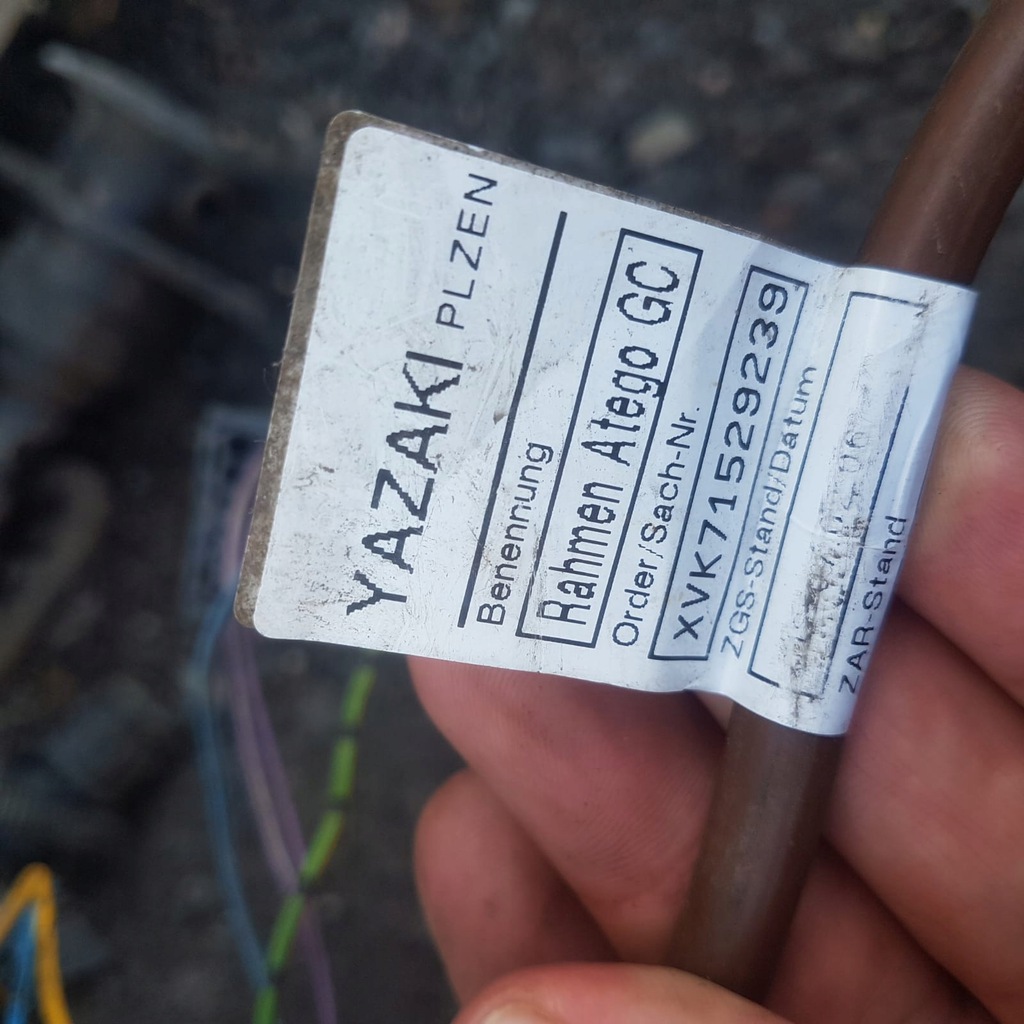 YAZAKI PLZEN
Benennung
Rahmen Atego GC
Order/Sach-Nr.
XVK71529239
ZGS-Stand/Datum
ZAR-Stand